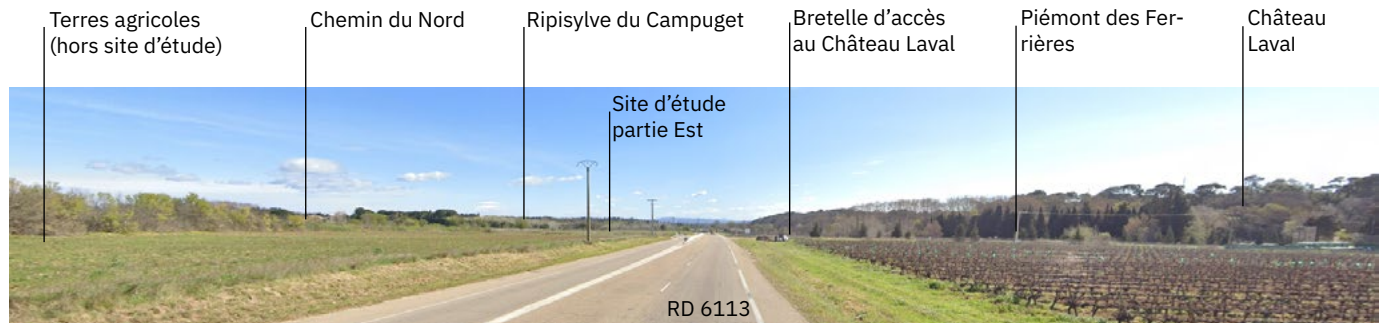 Terres agricoles
(hors site d'étude)
Chemin du Nord
Ripisylve du Campuget
Site d'étude
partie Est
Bretelle d'accès
au Château Laval
Piémont des Fer-
rières
Château
Laval
RD 6113